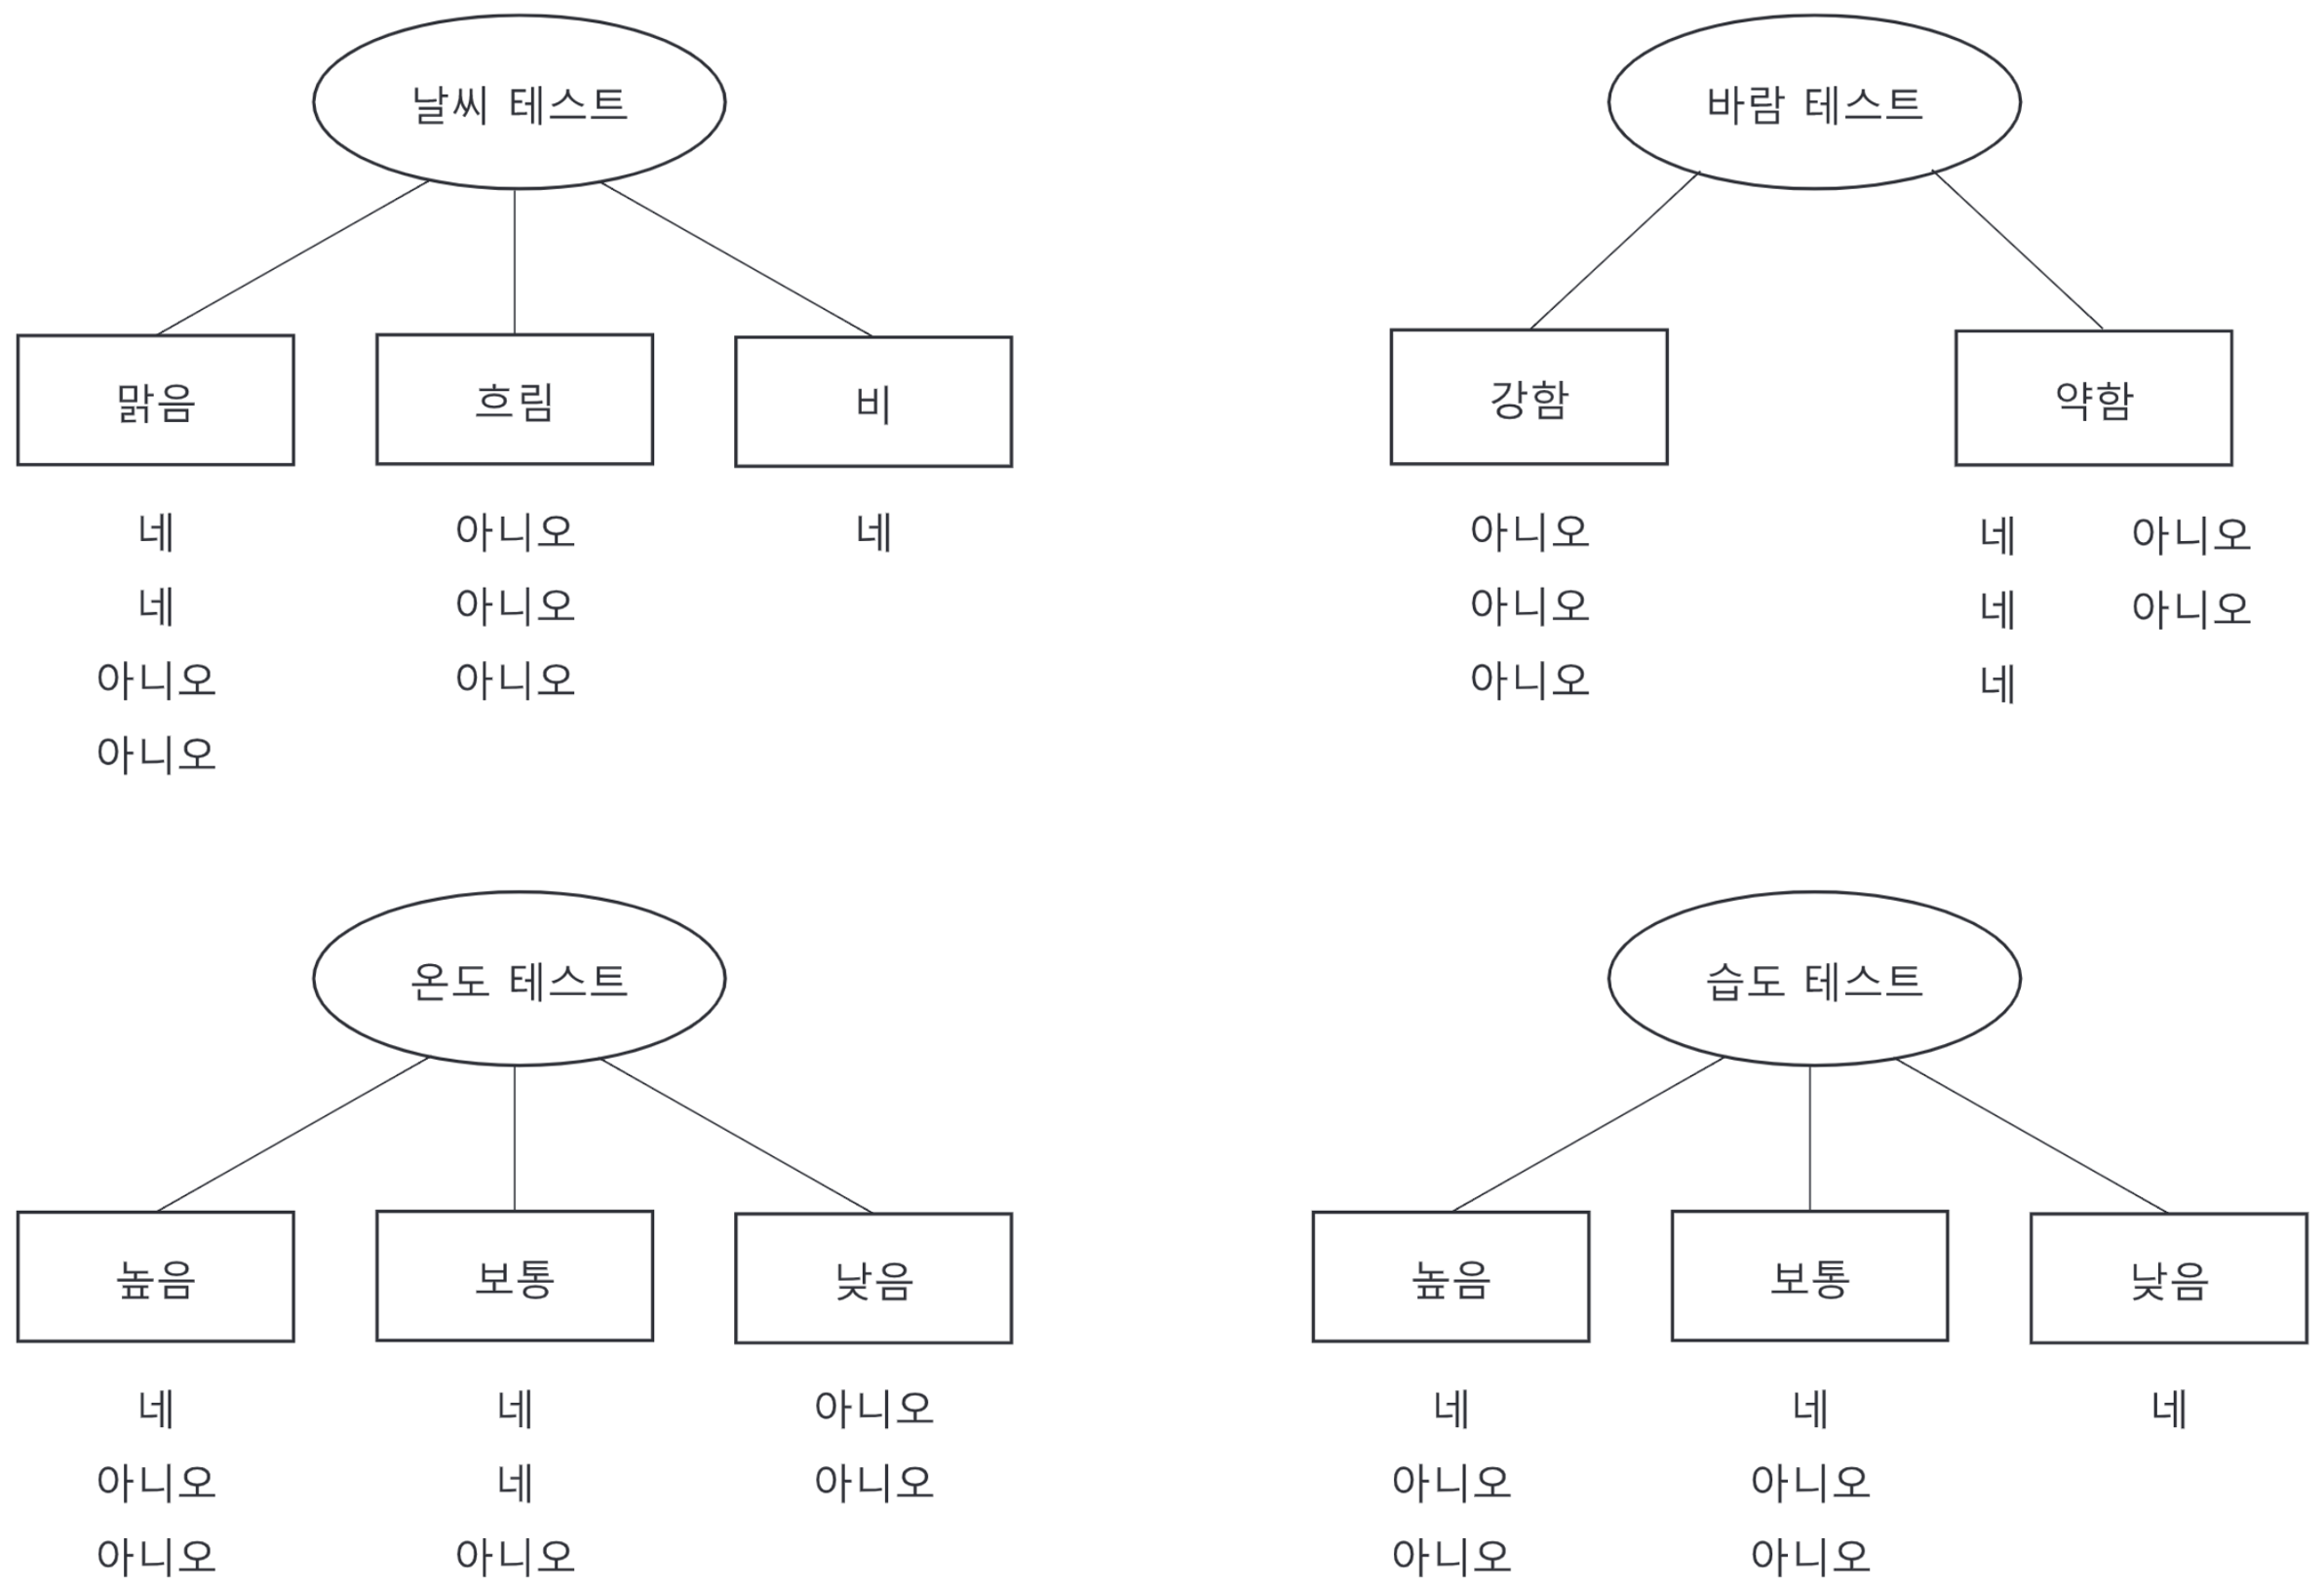 날씨 테스트
맑음 흐림 비
네 아니오 네
네 아니오
아니오 아니오
아니오
바람 테스트
강함 약함
아니오 네 아니오
아니오 네 아니오
아니오 네
온도 테스트
높음 보통 낮음
네 네 아니오
아니오 네 아니오
아니오 아니오
습도 테스트
높음 보통 낮음
네 네 네
아니오 아니오
아니오 아니오